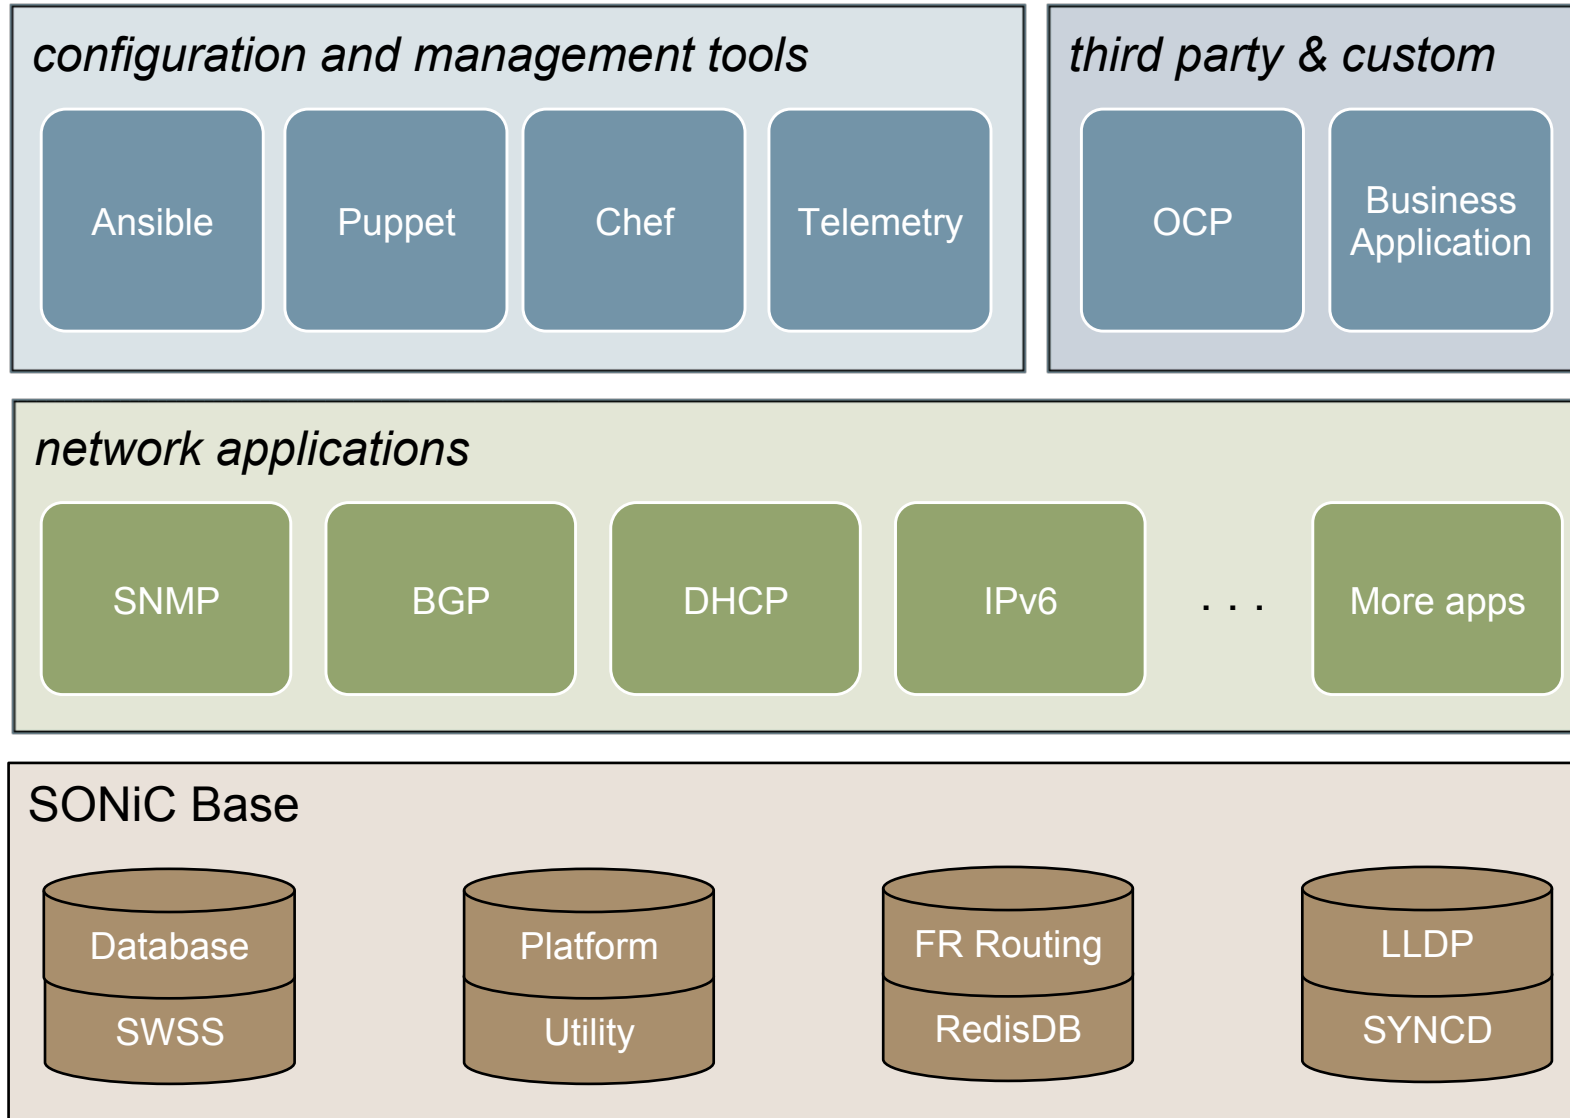 configuration and management tools
Ansible
Puppet
Chef
Telemetry
third party & custom
OCP
Business
Application
network applications
SNMP
BGP
DHCP
IPv6
. . .
More apps
SONiC Base
Database
SWSS
Platform
Utility
FR Routing
RedisDB
LLDP
SYNCD